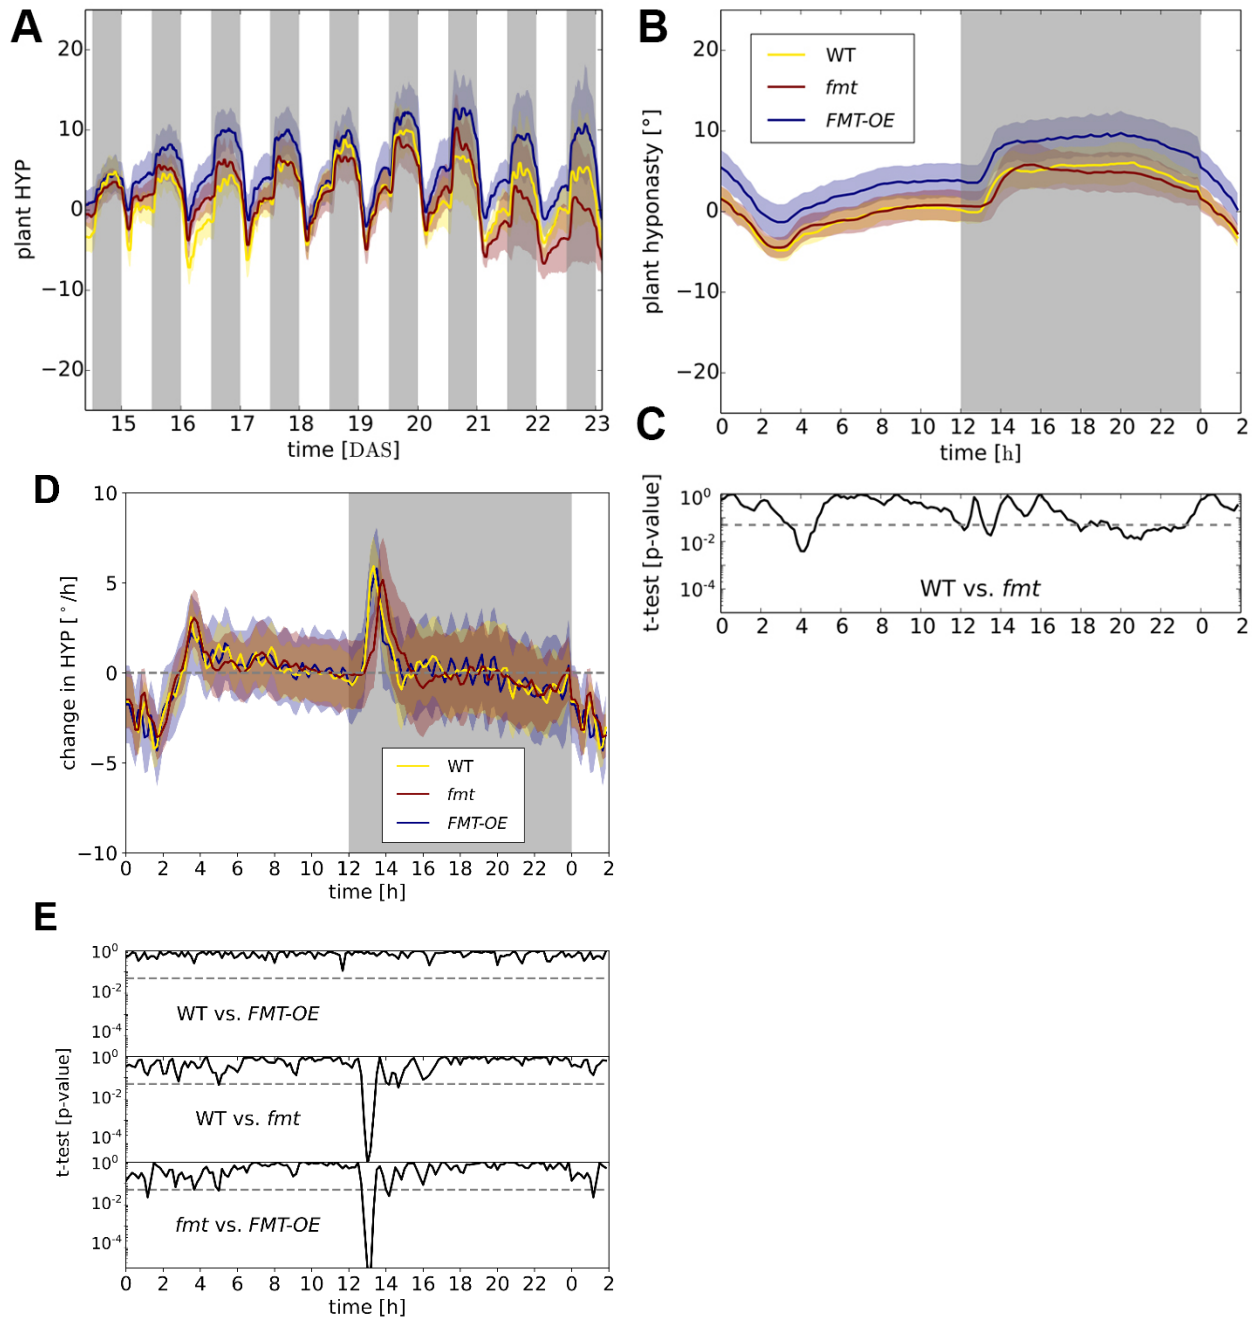 A
20
10
0
−10
−20
plant HYP
15 16 17 18 19 20 21 22 23
time [DAS]
B
20
10
0
−10
−20
plant hyponasty [°]
WT
fmt
FMT-OE
0 2 4 6 8 10 12 14 16 18 20 22 0 2
time [h]
C
10⁰
10⁻²
10⁻⁴
t-test [p-value]
WT vs. fmt
0 2 4 6 8 10 12 14 16 18 20 22 0 2
D
10
5
0
−5
−10
change in HYP [°/h]
WT
fmt
FMT-OE
0 2 4 6 8 10 12 14 16 18 20 22 0 2
time [h]
E
10⁰
10⁻²
10⁻⁴
WT vs. FMT-OE
10⁰
10⁻²
10⁻⁴
WT vs. fmt
10⁰
10⁻²
10⁻⁴
fmt vs. FMT-OE
t-test [p-value]
0 2 4 6 8 10 12 14 16 18 20 22 0 2
time [h]